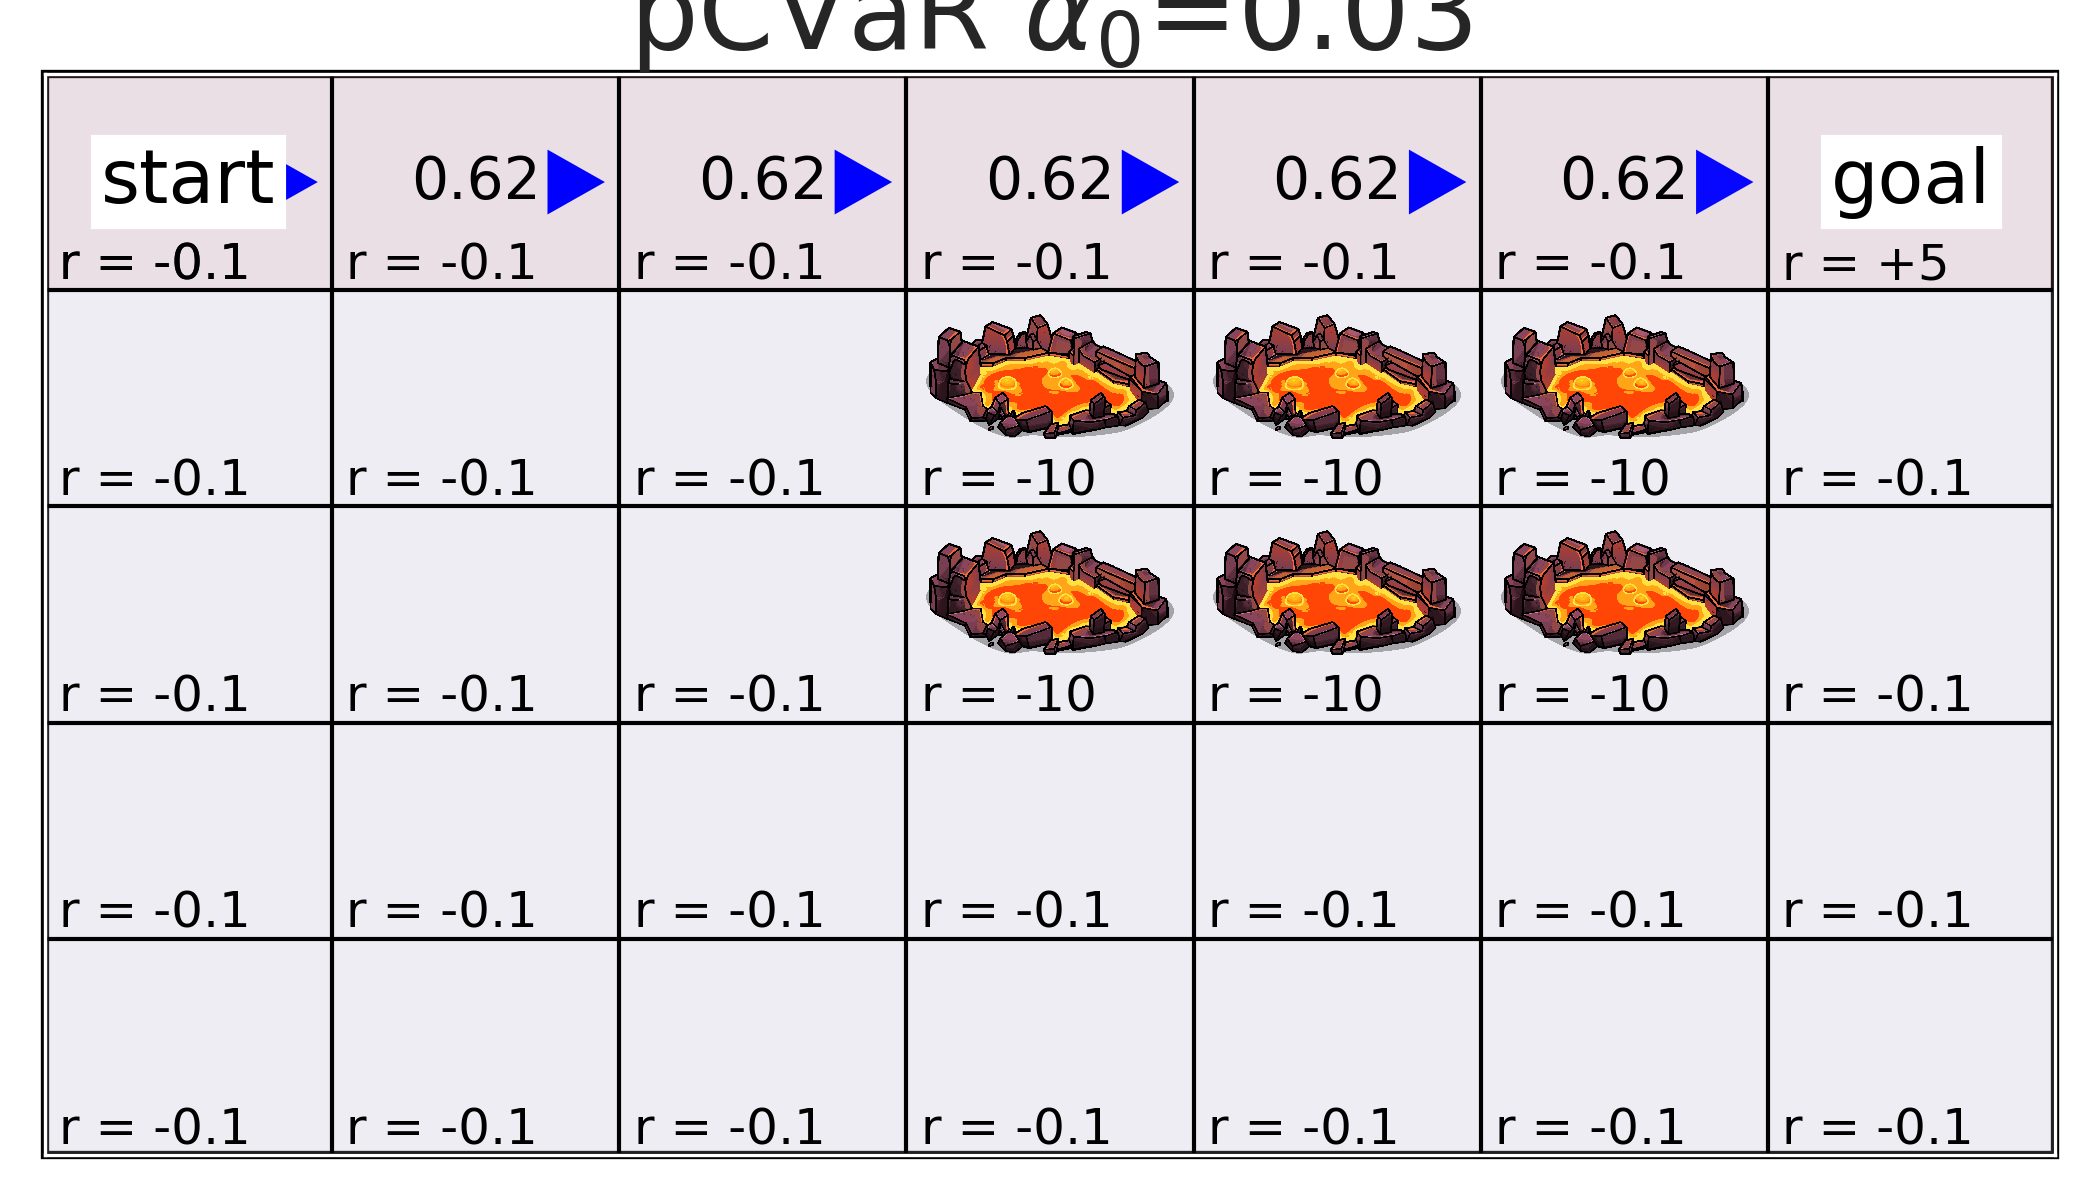 pCVaR α₀=0.03
start 0.62 0.62 0.62 0.62 0.62 goal
r = -0.1 r = -0.1 r = -0.1 r = -0.1 r = -0.1 r = -0.1 r = +5
r = -0.1 r = -0.1 r = -0.1 r = -10 r = -10 r = -10 r = -0.1
r = -0.1 r = -0.1 r = -0.1 r = -10 r = -10 r = -10 r = -0.1
r = -0.1 r = -0.1 r = -0.1 r = -0.1 r = -0.1 r = -0.1 r = -0.1
r = -0.1 r = -0.1 r = -0.1 r = -0.1 r = -0.1 r = -0.1 r = -0.1